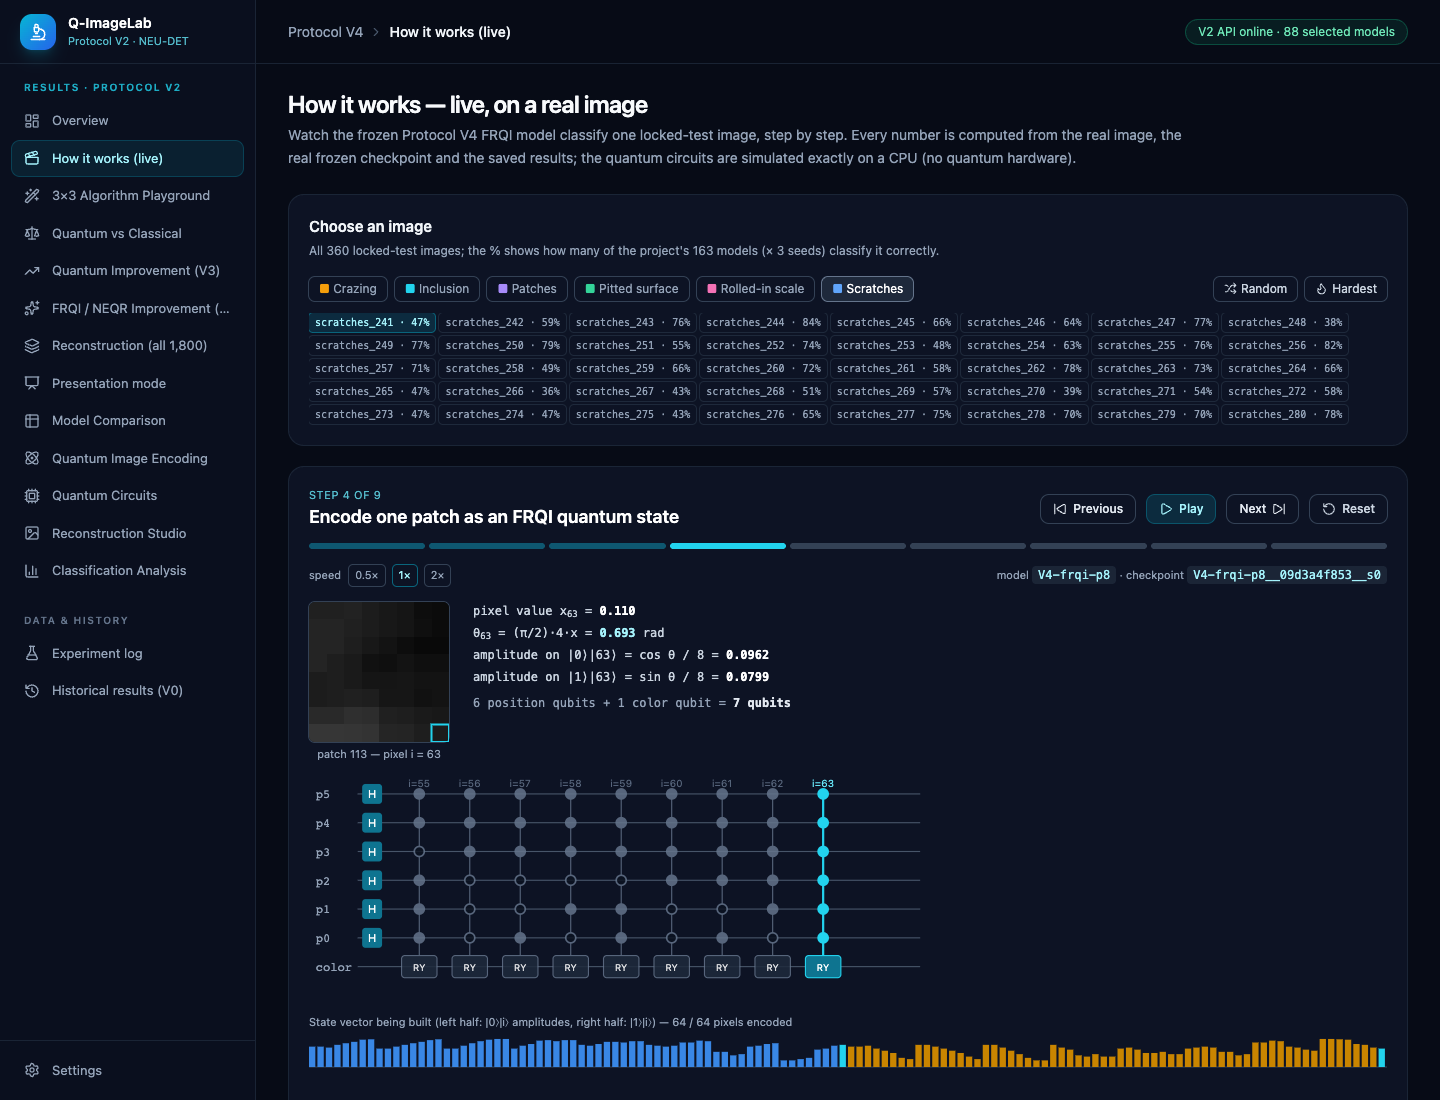 Q-ImageLab
Protocol V2 · NEU-DET
RESULTS · PROTOCOL V2
Overview
How it works (live)
3×3 Algorithm Playground
Quantum vs Classical
Quantum Improvement (V3)
FRQI / NEQR Improvement (...
Reconstruction (all 1,800)
Presentation mode
Model Comparison
Quantum Image Encoding
Quantum Circuits
Reconstruction Studio
Classification Analysis
DATA & HISTORY
Experiment log
Historical results (V0)
Settings
Protocol V4 > How it works (live)
V2 API online · 88 selected models
How it works — live, on a real image
Watch the frozen Protocol V4 FRQI model classify one locked-test image, step by step. Every number is computed from the real image, the
real frozen checkpoint and the saved results; the quantum circuits are simulated exactly on a CPU (no quantum hardware).
Choose an image
All 360 locked-test images; the % shows how many of the project's 163 models (× 3 seeds) classify it correctly.
Crazing Inclusion Patches Pitted surface Rolled-in scale Scratches Random Hardest
scratches_241 · 47% scratches_242 · 59% scratches_243 · 76% scratches_244 · 84% scratches_245 · 66% scratches_246 · 64% scratches_247 · 77% scratches_248 · 38%
scratches_249 · 77% scratches_250 · 79% scratches_251 · 55% scratches_252 · 74% scratches_253 · 48% scratches_254 · 63% scratches_255 · 76% scratches_256 · 82%
scratches_257 · 71% scratches_258 · 49% scratches_259 · 66% scratches_260 · 72% scratches_261 · 58% scratches_262 · 78% scratches_263 · 73% scratches_264 · 66%
scratches_265 · 47% scratches_266 · 36% scratches_267 · 43% scratches_268 · 51% scratches_269 · 57% scratches_270 · 39% scratches_271 · 54% scratches_272 · 58%
scratches_273 · 47% scratches_274 · 47% scratches_275 · 43% scratches_276 · 65% scratches_277 · 75% scratches_278 · 70% scratches_279 · 70% scratches_280 · 78%
STEP 4 OF 9
Encode one patch as an FRQI quantum state
Previous Play Next Reset
speed 0.5× 1× 2×
model V4-frqi-p8 · checkpoint V4-frqi-p8__09d3a4f853__s0
pixel value x₆₃ = 0.110
θ₆₃ = (π/2)·4·x = 0.693 rad
amplitude on |0⟩|63⟩ = cos θ / 8 = 0.0962
amplitude on |1⟩|63⟩ = sin θ / 8 = 0.0799
6 position qubits + 1 color qubit = 7 qubits
patch 113 — pixel i = 63
i=55 i=56 i=57 i=58 i=59 i=60 i=61 i=62 i=63
p5 H
p4 H
p3 H
p2 H
p1 H
p0 H
color RY RY RY RY RY RY RY RY RY
State vector being built (left half: |0⟩|i⟩ amplitudes, right half: |1⟩|i⟩) — 64 / 64 pixels encoded